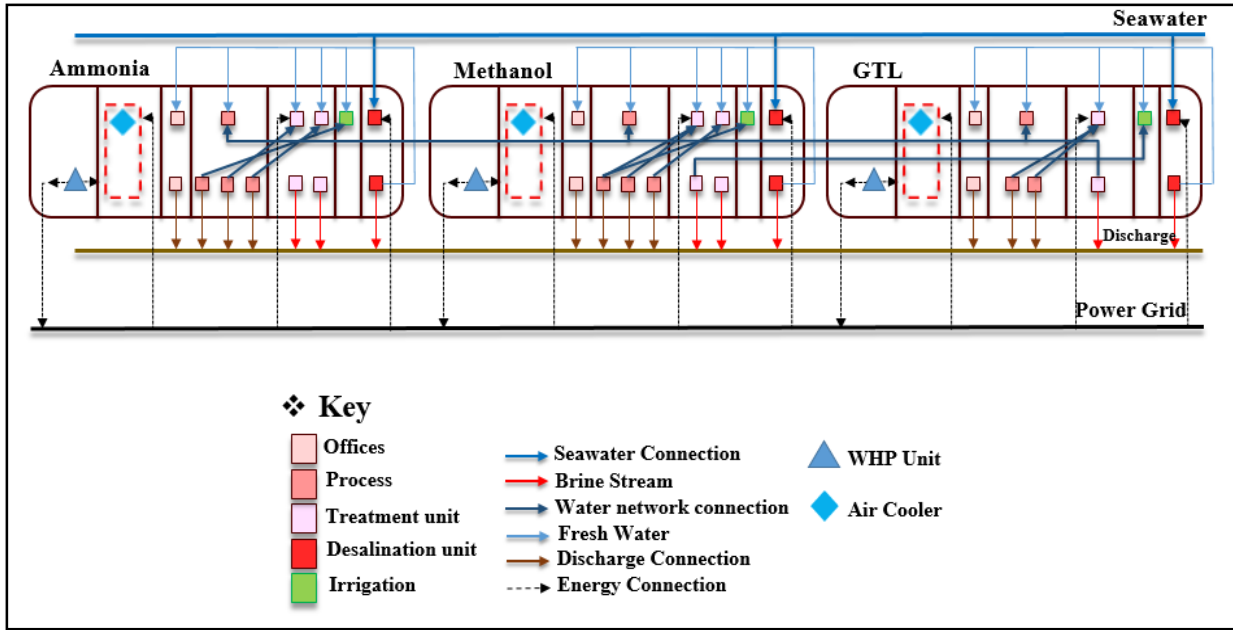 Seawater
Ammonia
Methanol
GTL
Discharge
Power Grid
❖ Key
Offices
Process
Treatment unit
Desalination unit
Irrigation
Seawater Connection
Brine Stream
Water network connection
Fresh Water
Discharge Connection
Energy Connection
WHP Unit
Air Cooler